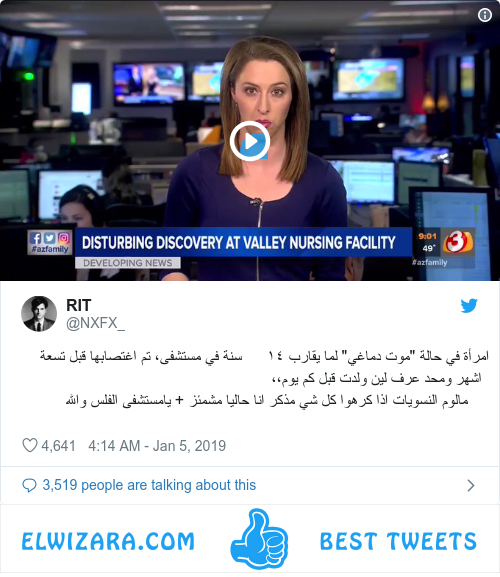 9:01
49°
3
#azfamily
#azfamily
DISTURBING DISCOVERY AT VALLEY NURSING FACILITY
DEVELOPING NEWS
RIT
@NXFX_
امرأة في حالة "موت دماغي" لما يقارب ١٤ سنة في مستشفى، تم اغتصابها قبل تسعة
اشهر ومحد عرف لين ولدت قبل كم يوم،،
مالوم النسويات اذا كرهوا كل شي مذكر انا حاليا مشمئز + يامستشفى الفلس والله
4,641 4:14 AM - Jan 5, 2019
3,519 people are talking about this
ELWIZARA.COM BEST TWEETS